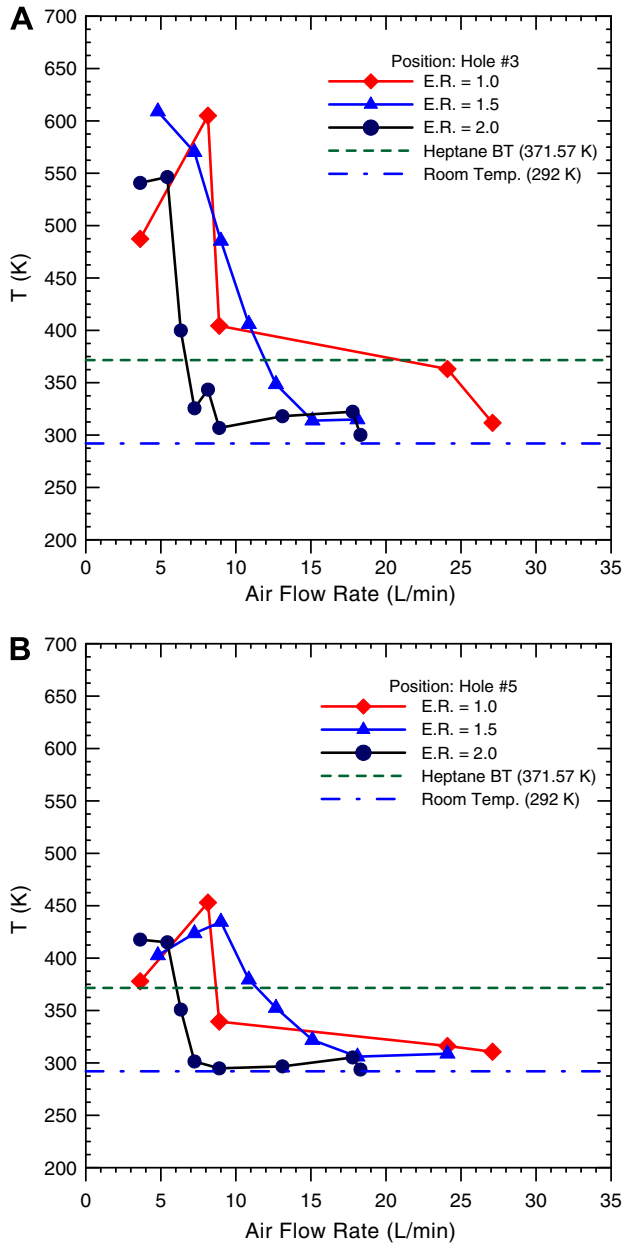 A
700
650
600
550
500
450
400
350
300
250
200
T (K)
Position: Hole #3
E.R. = 1.0
E.R. = 1.5
E.R. = 2.0
Heptane BT (371.57 K)
Room Temp. (292 K)
0 5 10 15 20 25 30 35
Air Flow Rate (L/min)
B
700
650
600
550
500
450
400
350
300
250
200
T (K)
Position: Hole #5
E.R. = 1.0
E.R. = 1.5
E.R. = 2.0
Heptane BT (371.57 K)
Room Temp. (292 K)
0 5 10 15 20 25 30 35
Air Flow Rate (L/min)